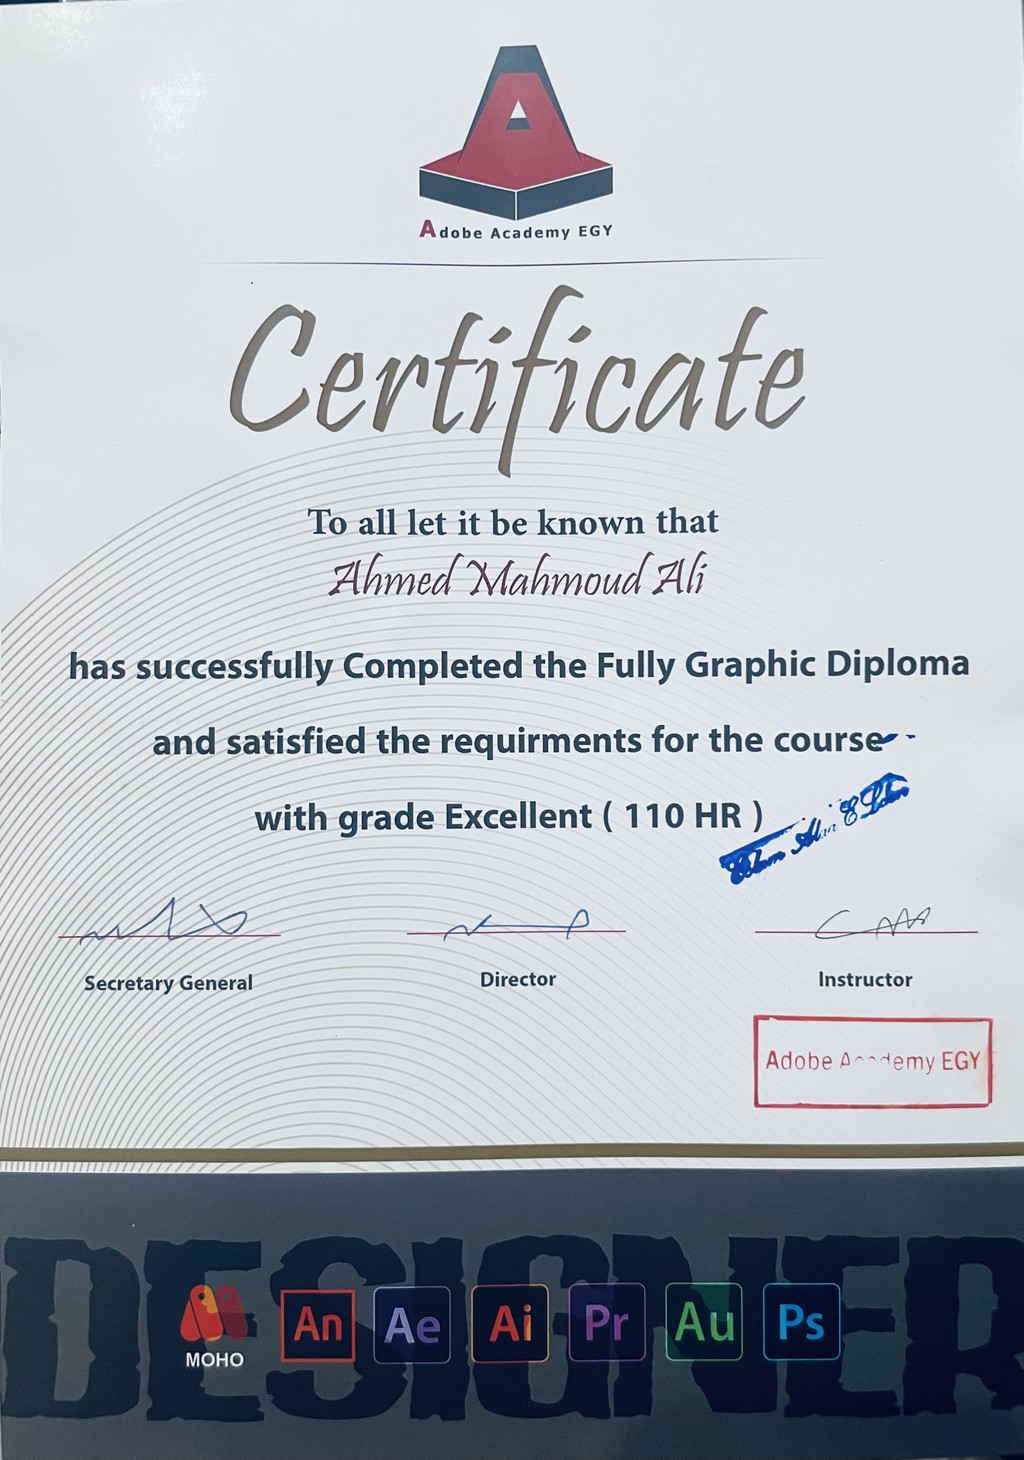 Adobe Academy EGY
Certificate
To all let it be known that
Ahmed Mahmoud Ali
has successfully Completed the Fully Graphic Diploma
and satisfied the requirments for the course
with grade Excellent ( 110 HR )
Secretary General
Director
Instructor
Adobe Academy EGY
DESIGNER
MOHO
An
Ae
Ai
Pr
Au
Ps